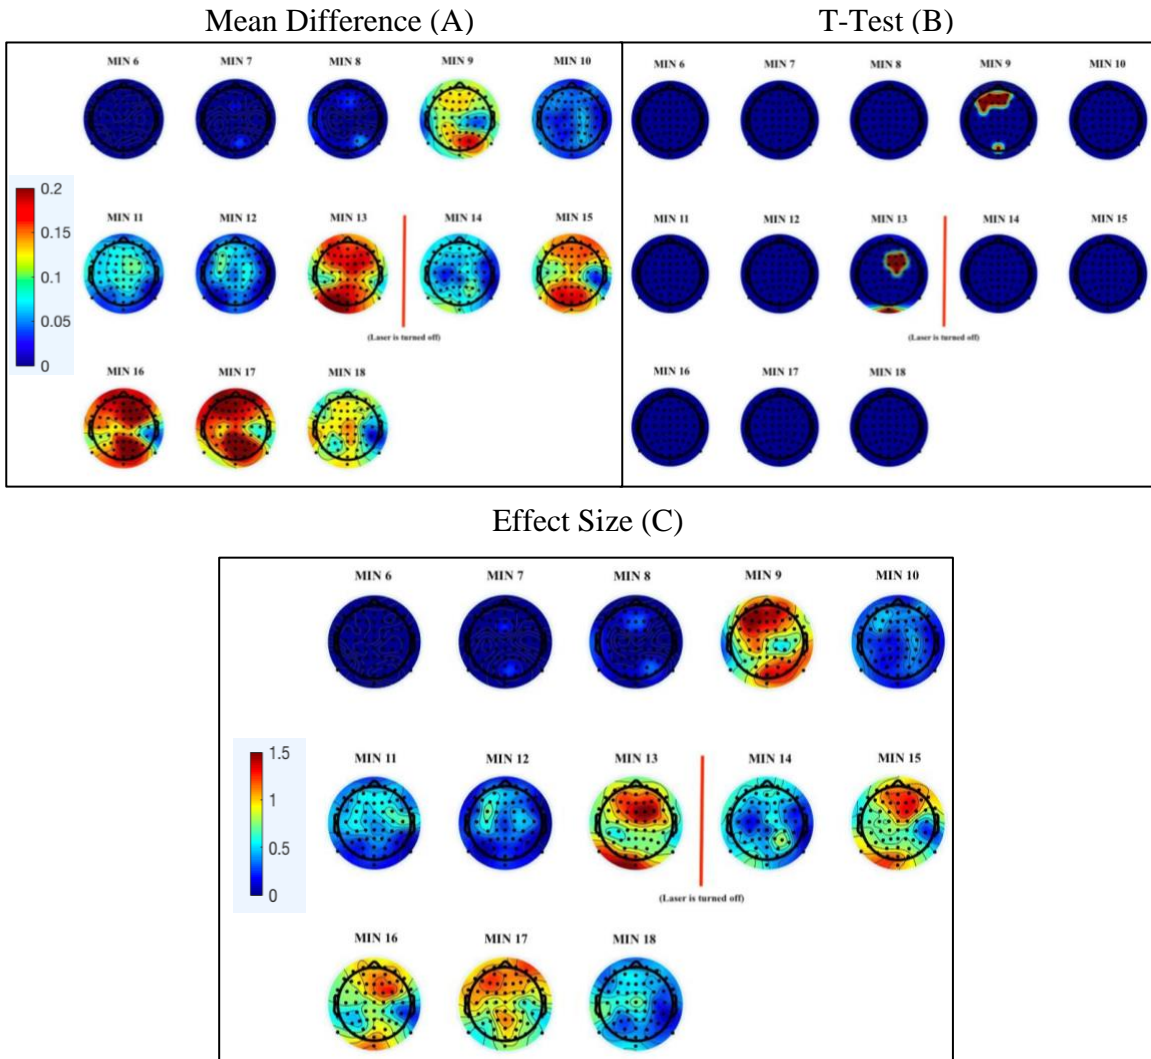 Mean Difference (A)
T-Test (B)
MIN 6 MIN 7 MIN 8 MIN 9 MIN 10
0.2
0.15
0.1
0.05
0
MIN 11 MIN 12 MIN 13 MIN 14 MIN 15
(Laser is turned off)
MIN 16 MIN 17 MIN 18
MIN 6 MIN 7 MIN 8 MIN 9 MIN 10
MIN 11 MIN 12 MIN 13 MIN 14 MIN 15
(Laser is turned off)
MIN 16 MIN 17 MIN 18
Effect Size (C)
MIN 6 MIN 7 MIN 8 MIN 9 MIN 10
1.5
1
0.5
0
MIN 11 MIN 12 MIN 13 MIN 14 MIN 15
(Laser is turned off)
MIN 16 MIN 17 MIN 18